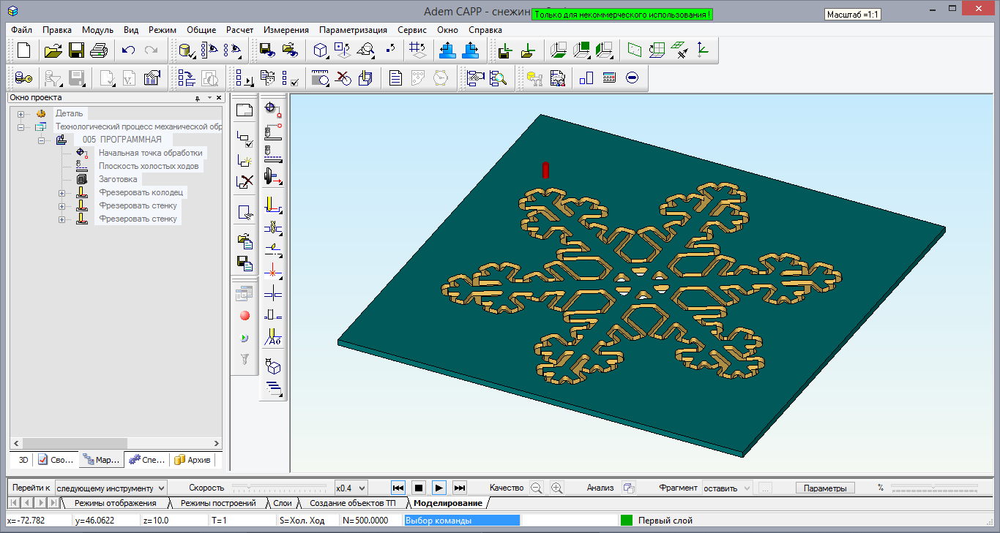 Adem CAPP - снежин
Только для некоммерческого использования !
Масштаб =1:1
Файл Правка Модуль Вид Режим Общие Расчет Измерения Параметризация Сервис Окно Справка
Окно проекта
Деталь
Технологический процесс механической обр
005 ПРОГРАММНАЯ
Начальная точка обработки
Плоскость холостых ходов
Заготовка
Фрезеровать колодец
Фрезеровать стенку
Фрезеровать стенку
3D Сво... Мар... Спе... Архив
Перейти к следующему инструменту Скорость x0.4 Качество Анализ Фрагмент оставить ... Параметры %
Режимы отображения Режимы построений Слои Создание объектов ТП Моделирование
x=-72.782 y=46.0622 z=10.0 T=1 S=Хол. Ход N=500.0000 Выбор команды Первый слой